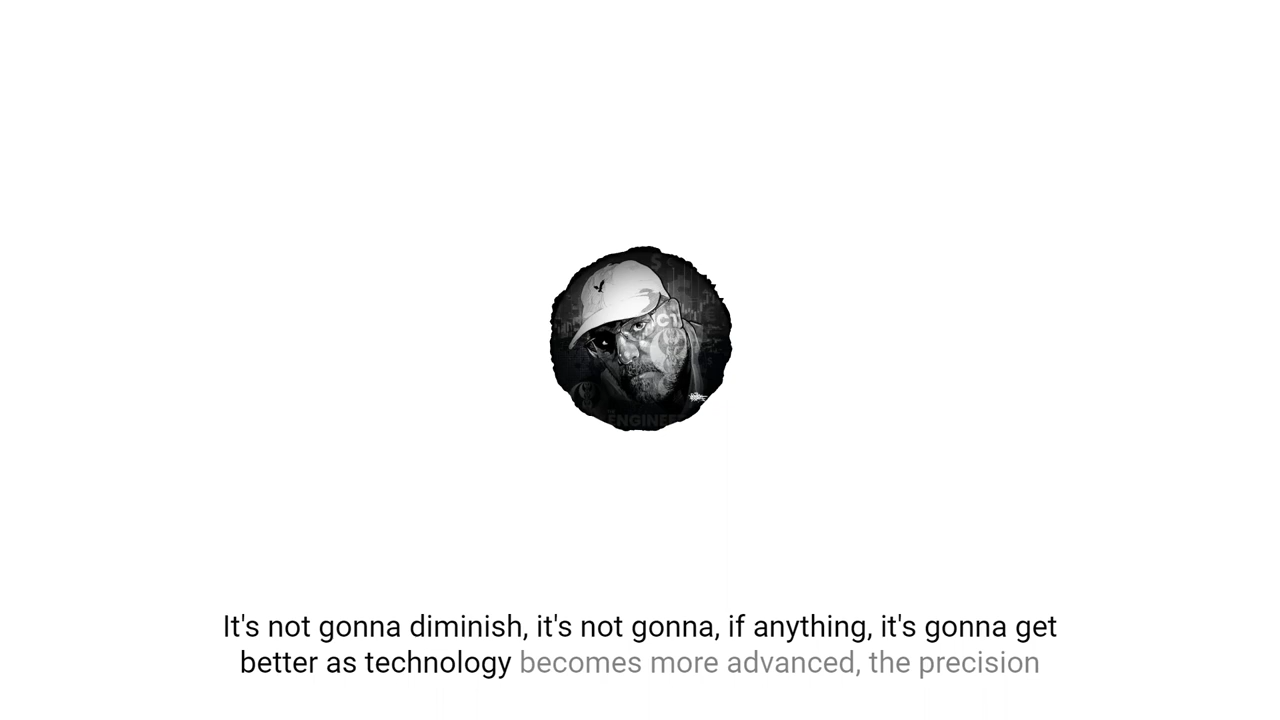 It's not gonna diminish, it's not gonna, if anything, it's gonna get
better as technology becomes more advanced, the precision